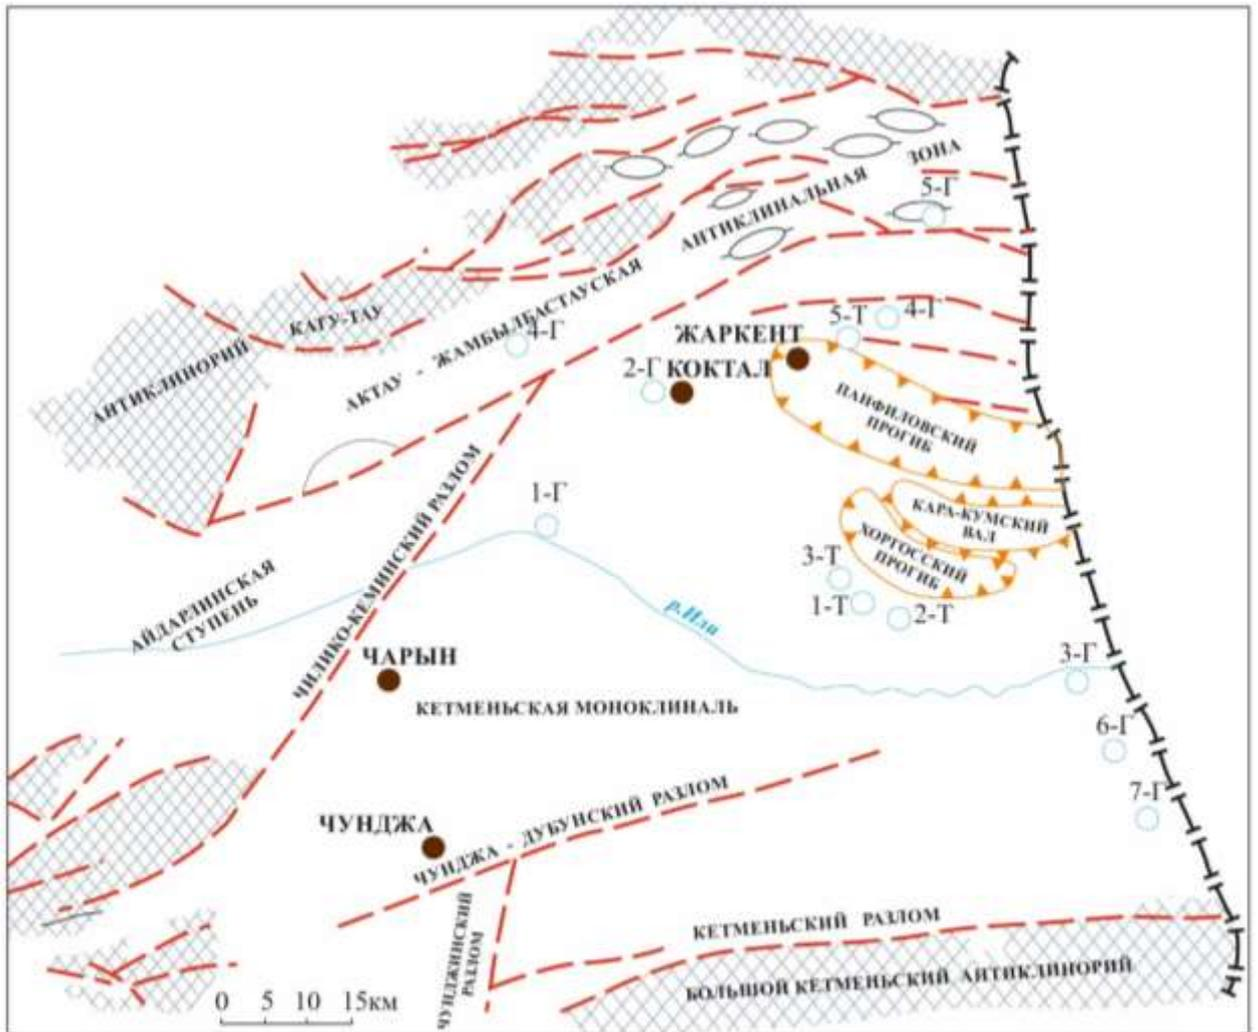 ЗОНА
5-Г
АНТИКЛИНАЛЬНАЯ
АКТАУ - ЖАМБЫЛБАСТАУСКАЯ
КАТУ-ТАУ
АНТИКЛИНОРИЙ
4-Г
5-Т
4-Г
ЖАРКЕНТ
2-Г
КОКТАЛ
ПАНФИЛОВСКИЙ
ПРОГИБ
1-Г
КАРА-КУМСКИЙ
ВАЛ
ХОРГОССКИЙ
ПРОГИБ
3-Т
1-Т
2-Т
ЧИЛИКО-КЕМИНСКИЙ РАЗЛОМ
АЙДАРЛИНСКАЯ
СТУПЕНЬ
р.Или
ЧАРЫН
3-Г
КЕТМЕНЬСКАЯ МОНОКЛИНАЛЬ
6-Г
7-Г
ЧУНДЖА
ЧУНДЖА - ДУБУНСКИЙ РАЗЛОМ
ЧУНДЖИНСКИЙ
РАЗЛОМ
КЕТМЕНЬСКИЙ РАЗЛОМ
БОЛЬШОЙ КЕТМЕНЬСКИЙ АНТИКЛИНОРИЙ
0 5 10 15км